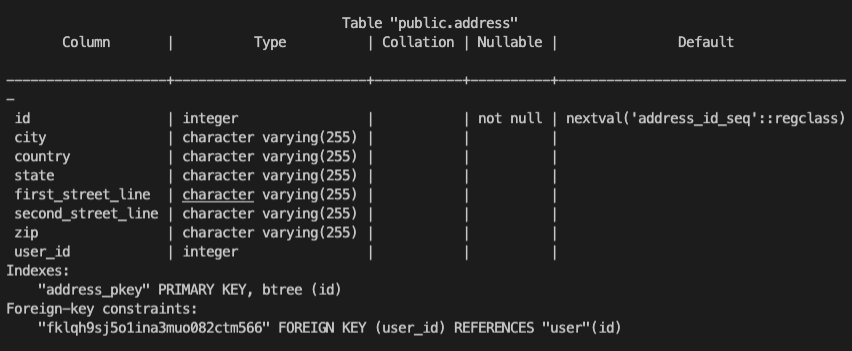 Table "public.address"
Column | Type | Collation | Nullable | Default
-----------------------+------------------------+-----------+----------+-------------------------------------
-
id | integer | | not null | nextval('address_id_seq'::regclass)
city | character varying(255) | | |
country | character varying(255) | | |
state | character varying(255) | | |
first_street_line | character varying(255) | | |
second_street_line | character varying(255) | | |
zip | character varying(255) | | |
user_id | integer | | |
Indexes:
"address_pkey" PRIMARY KEY, btree (id)
Foreign-key constraints:
"fklqh9sj5o1ina3muo082ctm566" FOREIGN KEY (user_id) REFERENCES "user"(id)